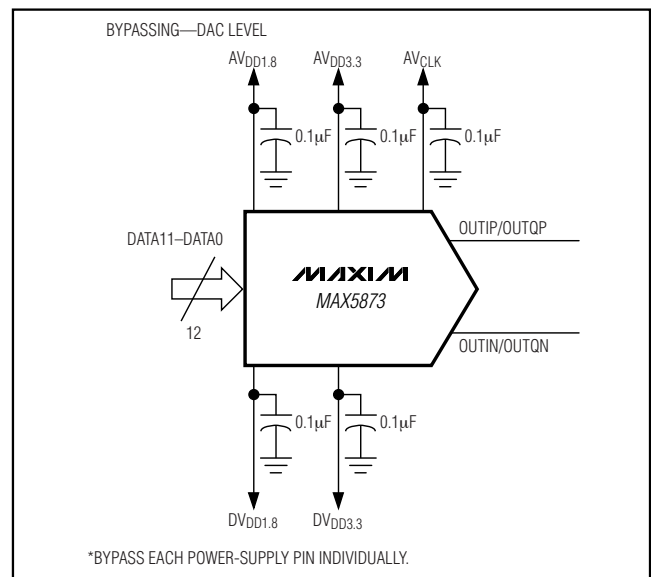 BYPASSING—DAC LEVEL
AVDD1.8 AVDD3.3 AVCLK
0.1µF 0.1µF 0.1µF
OUTIP/OUTQP
DATA11–DATA0
MAXIM
MAX5873
12
OUTIN/OUTQN
0.1µF 0.1µF
DVDD1.8 DVDD3.3
*BYPASS EACH POWER-SUPPLY PIN INDIVIDUALLY.